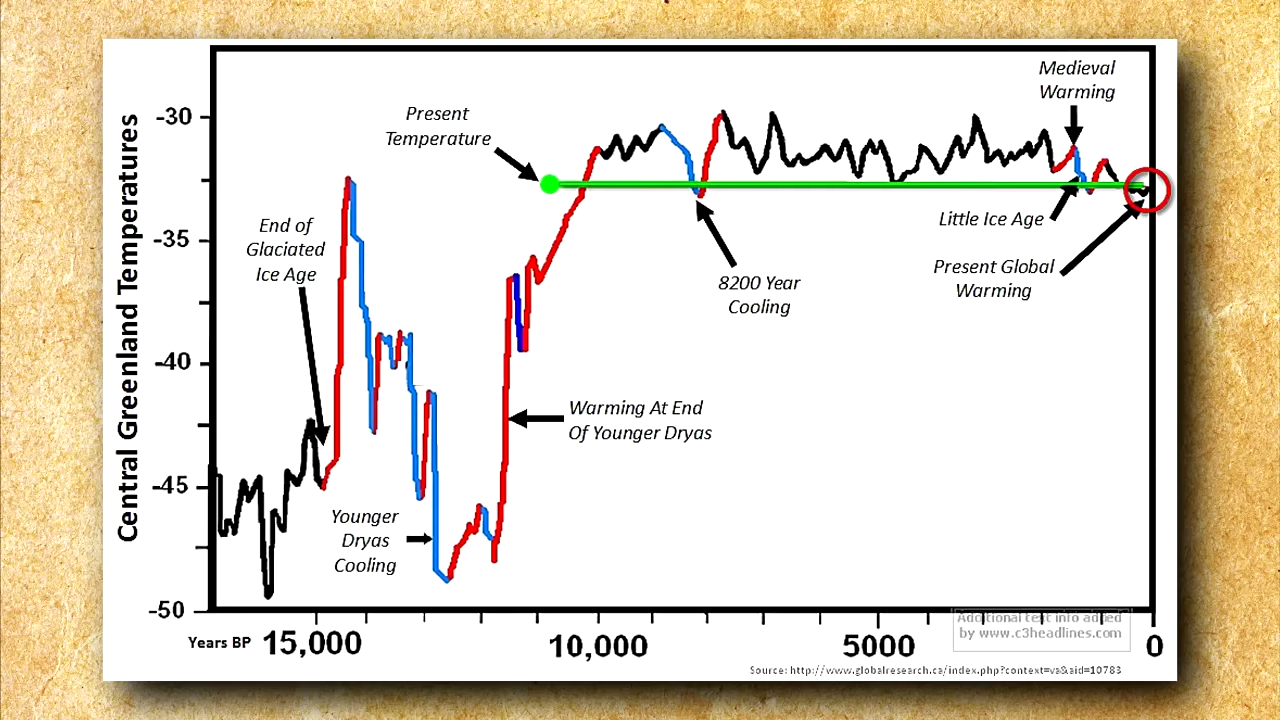 Medieval
Warming
Present
Temperature
-30
End of
Glaciated
Ice Age
-35
Little Ice Age
Present Global
Warming
8200 Year
Cooling
Central Greenland Temperatures
-40
Warming At End
Of Younger Dryas
-45
Younger
Dryas
Cooling
-50
Additional text info added
by www.c3headlines.com
Years BP 15,000 10,000 5000 0
Source: http://www.globalresearch.ca/index.php?context=va&aid=10783